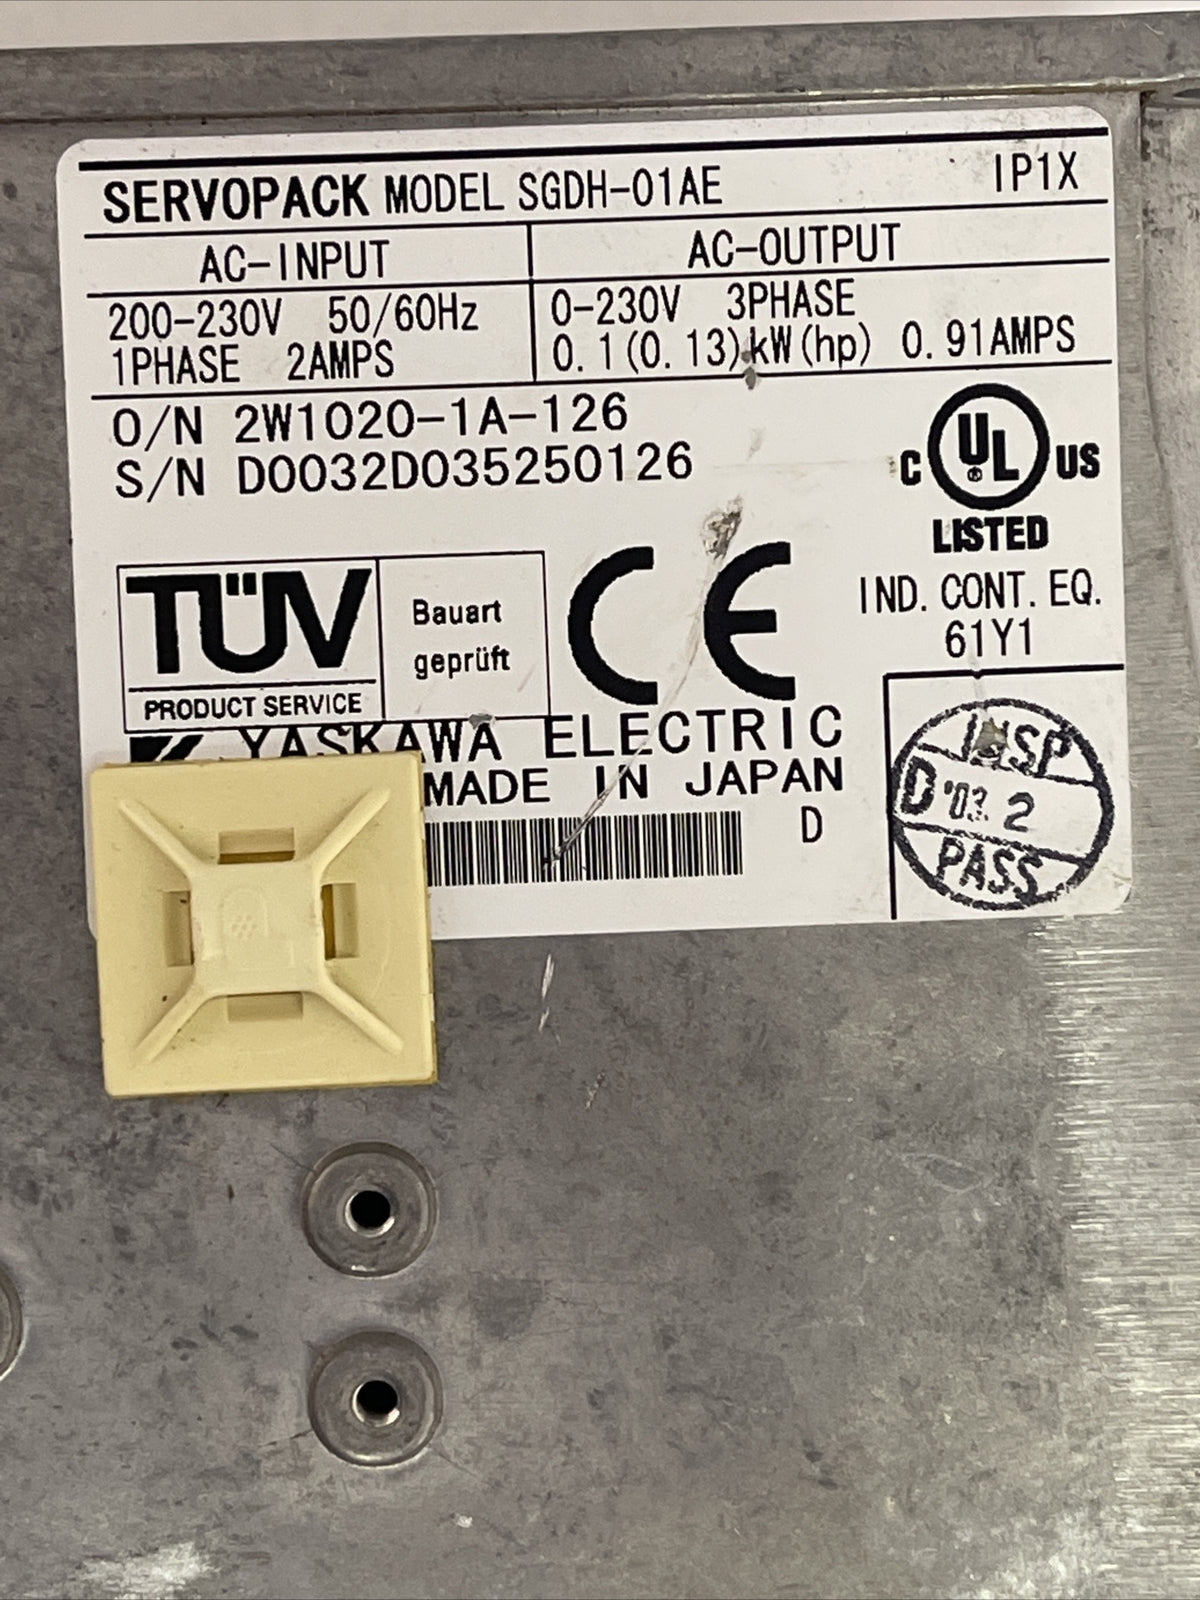 SERVOPACK MODEL SGDH-01AE IP1X
AC-INPUT AC-OUTPUT
200-230V 50/60Hz 0-230V 3PHASE
1PHASE 2AMPS 0.1(0.13)kW(hp) 0.91AMPS
O/N 2W1020-1A-126
S/N D0032D035250126
C UL US
LISTED
IND. CONT. EQ.
61Y1
TÜV
PRODUCT SERVICE
Bauart
geprüft
CE
YASKAWA ELECTRIC
MADE IN JAPAN
D
INSP
D '03. 2
PASS